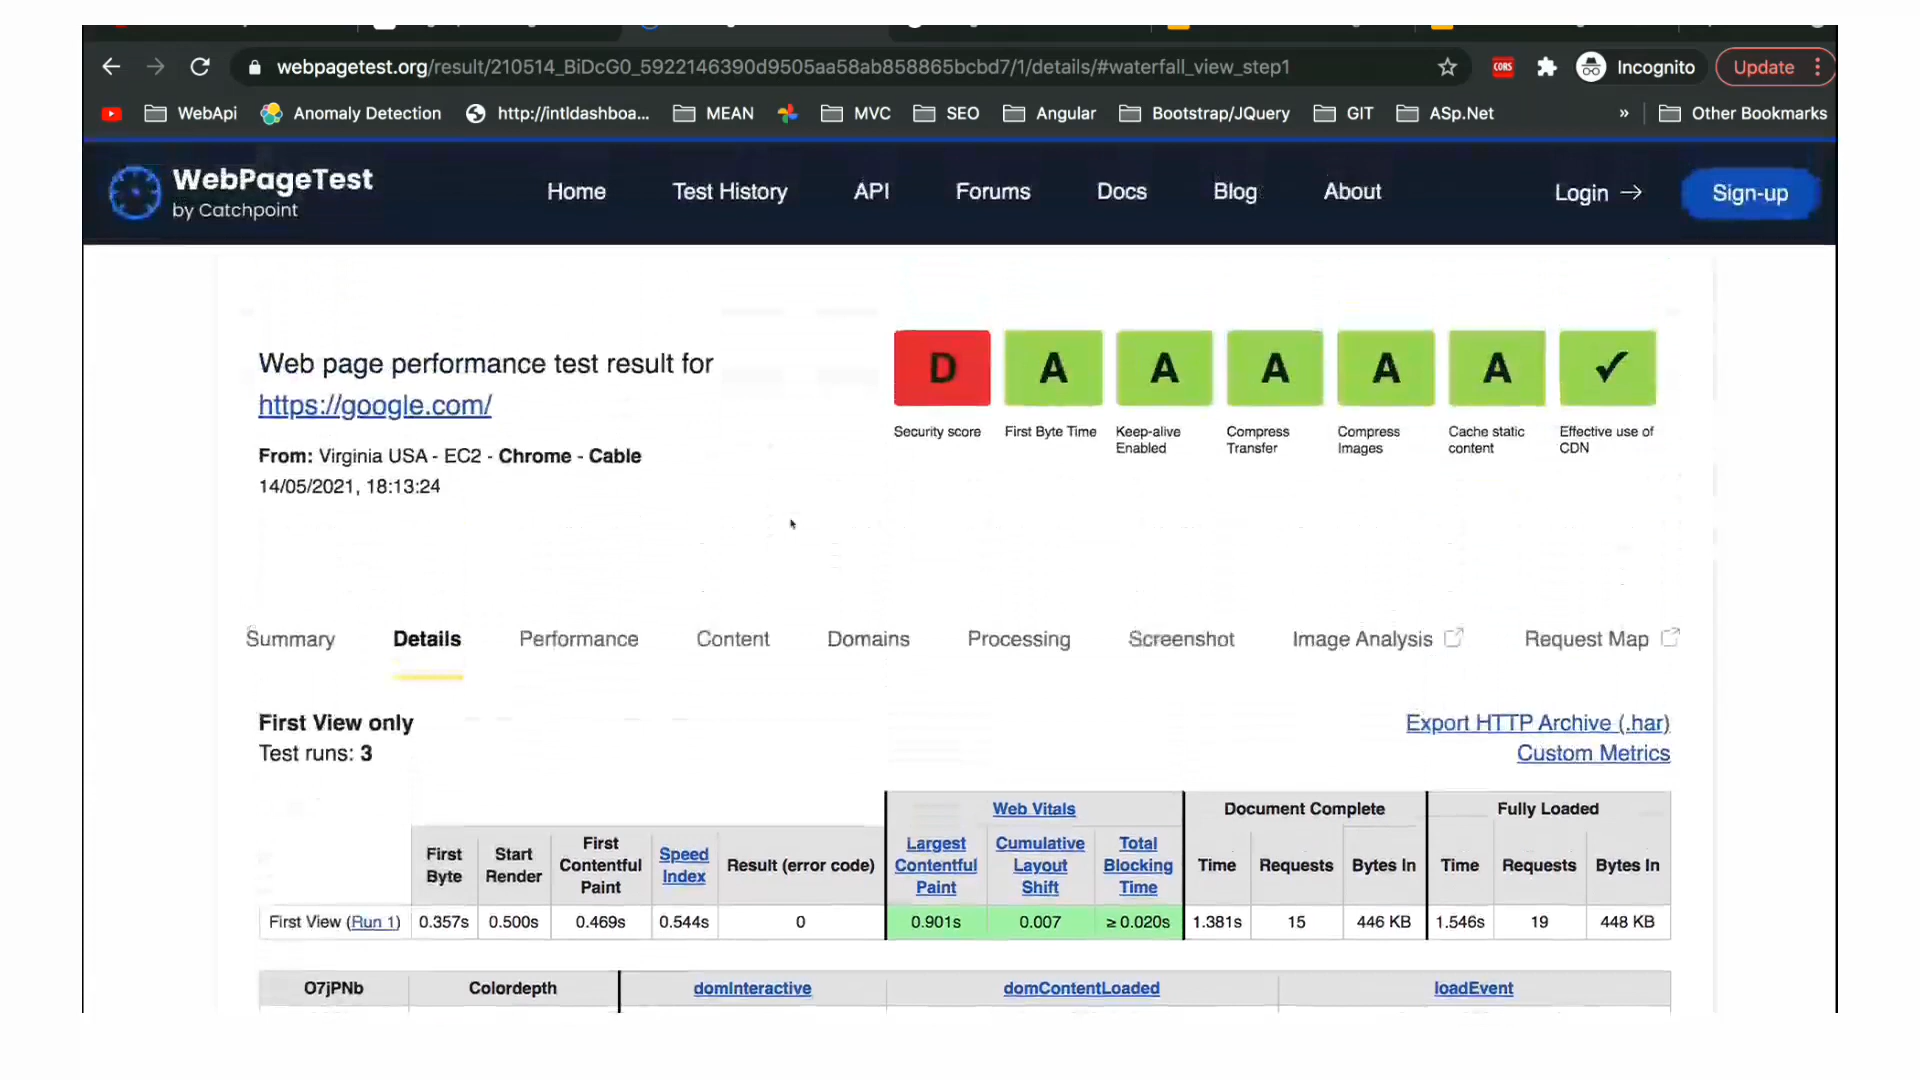 webpagetest.org/result/210514_BiDcG0_5922146390d9505aa58ab858865bcbd7/1/details/#waterfall_view_step1
CORS
Incognito
Update
WebApi
Anomaly Detection
http://intldashboa...
MEAN
MVC
SEO
Angular
Bootstrap/JQuery
GIT
ASp.Net
»
Other Bookmarks
WebPageTest
by Catchpoint
Home
Test History
API
Forums
Docs
Blog
About
Login →
Sign-up
Web page performance test result for
https://google.com/
From: Virginia USA - EC2 - Chrome - Cable
14/05/2021, 18:13:24
D
A
A
A
A
A
✓
Security score
First Byte Time
Keep-alive
Enabled
Compress
Transfer
Compress
Images
Cache static
content
Effective use of
CDN
Summary
Details
Performance
Content
Domains
Processing
Screenshot
Image Analysis
Request Map
First View only
Test runs: 3
Export HTTP Archive (.har)
Custom Metrics
Web Vitals
Document Complete
Fully Loaded
First
Byte
Start
Render
First
Contentful
Paint
Speed
Index
Result (error code)
Largest
Contentful
Paint
Cumulative
Layout
Shift
Total
Blocking
Time
Time
Requests
Bytes In
Time
Requests
Bytes In
First View (Run 1)
0.357s
0.500s
0.469s
0.544s
0
0.901s
0.007
≥ 0.020s
1.381s
15
446 KB
1.546s
19
448 KB
O7jPNb
Colordepth
domInteractive
domContentLoaded
loadEvent